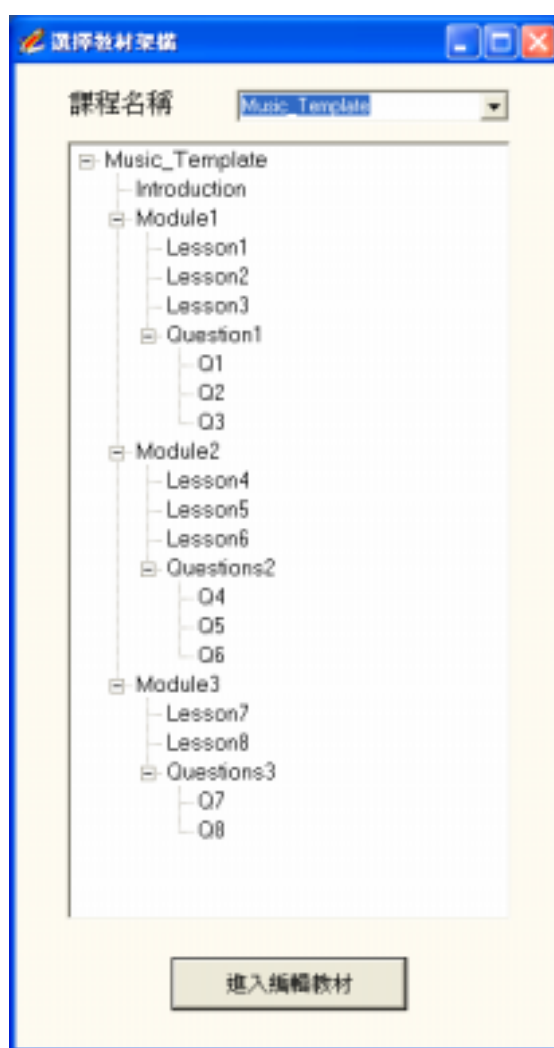 選擇教材架構
課程名稱 Music_Template
Music_Template
Introduction
Module1
Lesson1
Lesson2
Lesson3
Question1
Q1
Q2
Q3
Module2
Lesson4
Lesson5
Lesson6
Questions2
Q4
Q5
Q6
Module3
Lesson7
Lesson8
Questions3
Q7
Q8
進入編輯教材